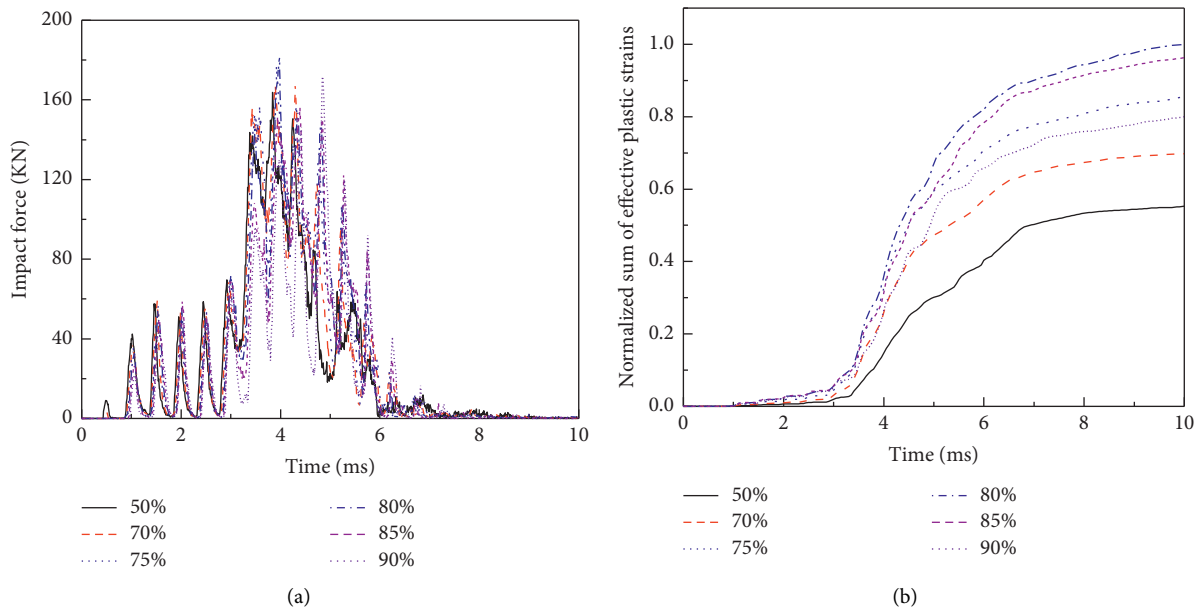 200
160
120
80
40
0
Impact force (KN)
0 2 4 6 8 10
Time (ms)
50% 80%
70% 85%
75% 90%
(a)
1.0
0.8
0.6
0.4
0.2
0.0
Normalized sum of effective plastic strains
0 2 4 6 8 10
Time (ms)
50% 80%
70% 85%
75% 90%
(b)